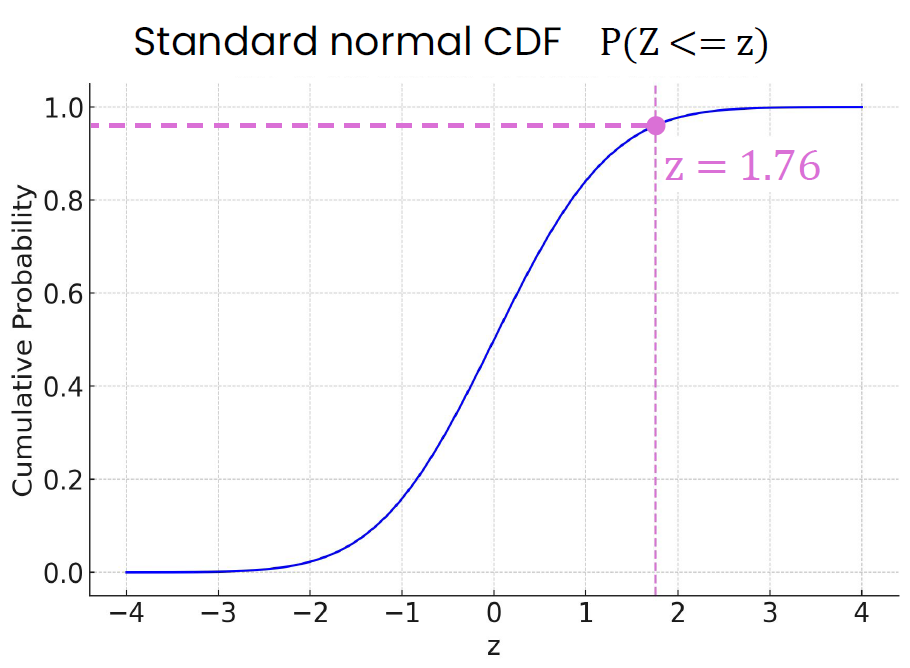 Standard normal CDF P(Z <= z)
1.0
z = 1.76
0.8
0.6
0.4
0.2
0.0
Cumulative Probability
−4 −3 −2 −1 0 1 2 3 4
z